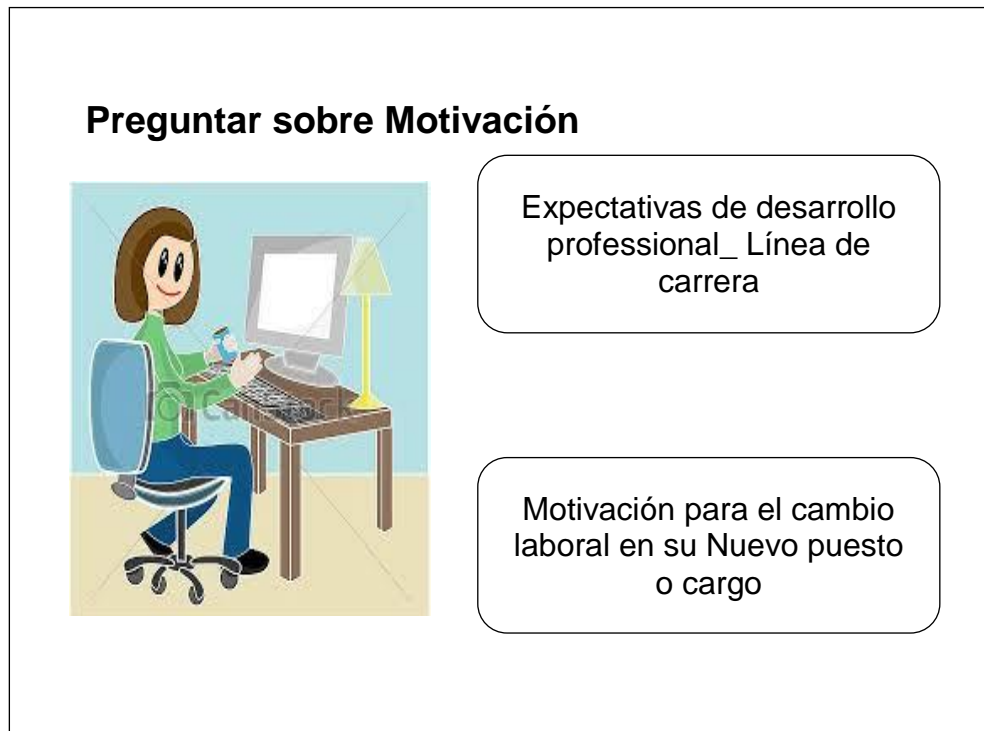 Preguntar sobre Motivación
Expectativas de desarrollo
professional_ Línea de
carrera
CanStock
Motivación para el cambio
laboral en su Nuevo puesto
o cargo